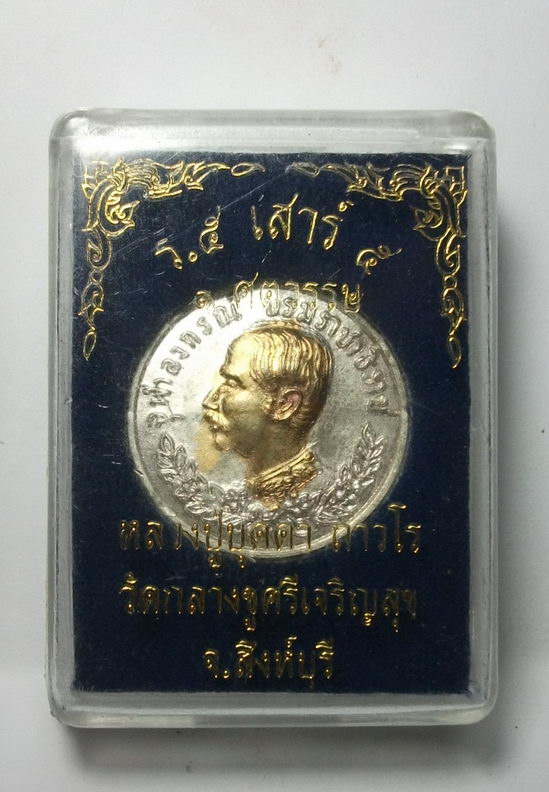 ร.๕ เสาร์ ๕
๑ ศตวรรษ
จุฬาลงกรณ์ บรมราชาธิราช
หลวงปู่บุดดา ถาวโร
วัดกลางชูศรีเจริญสุข
จ.สิงห์บุรี